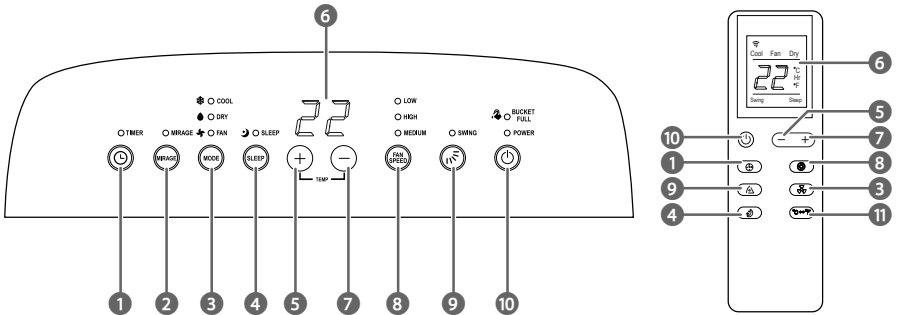 6
COOL
LOW
DRY
HIGH
BUCKET
FULL
TIMER
MIRAGE
FAN
SLEEP
22
MEDIUM
SWING
POWER
MIRAGE
MODE
SLEEP
+
−
FAN
SPEED
TEMP
1
2
3
4
5
7
8
9
10
Cool Fan Dry
22
°C
Hr
°F
Swing Sleep
6
5
10
− +
7
1
8
9
3
4
°C↔°F
11